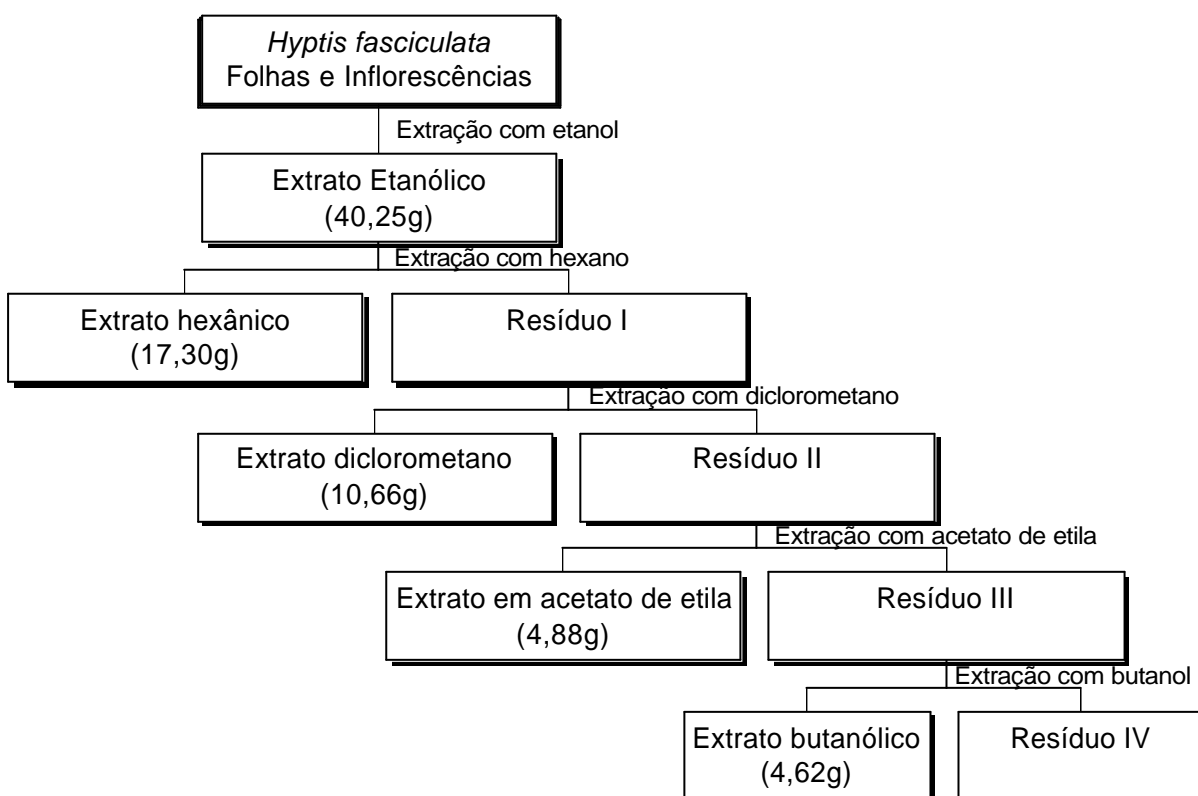 Hyptis fasciculata
Folhas e Inflorescências
Extração com etanol
Extrato Etanólico
(40,25g)
Extração com hexano
Extrato hexânico
(17,30g)
Resíduo I
Extração com diclorometano
Extrato diclorometano
(10,66g)
Resíduo II
Extração com acetato de etila
Extrato em acetato de etila
(4,88g)
Resíduo III
Extração com butanol
Extrato butanólico
(4,62g)
Resíduo IV